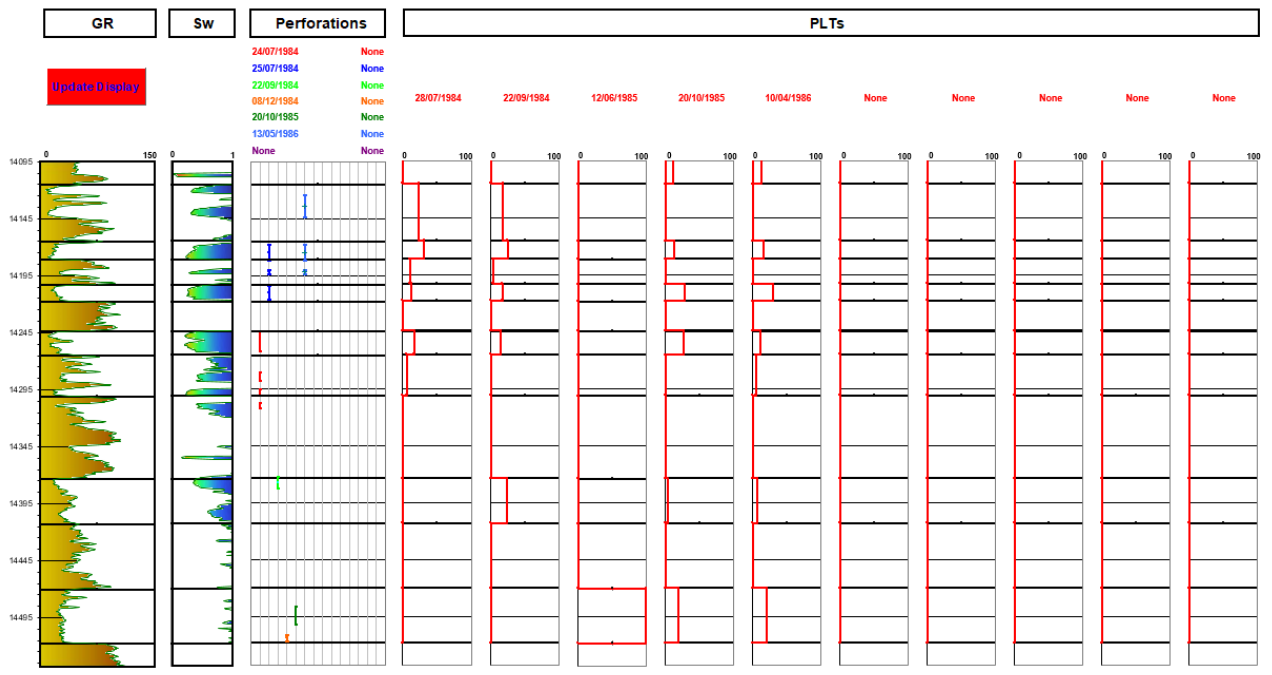 GR Sw Perforations PLTs
24/07/1984 None
25/07/1984 None
Update Display
22/09/1984 None
28/07/1984 22/09/1984 12/06/1985 20/10/1985 10/04/1986 None None None None None
08/12/1984 None
20/10/1985 None
13/05/1986 None
None None
0 150 0 1 0 100 0 100 0 100 0 100 0 100 0 100 0 100 0 100 0 100 0 100
14095
14145
14195
14245
14295
14345
14395
14445
14495